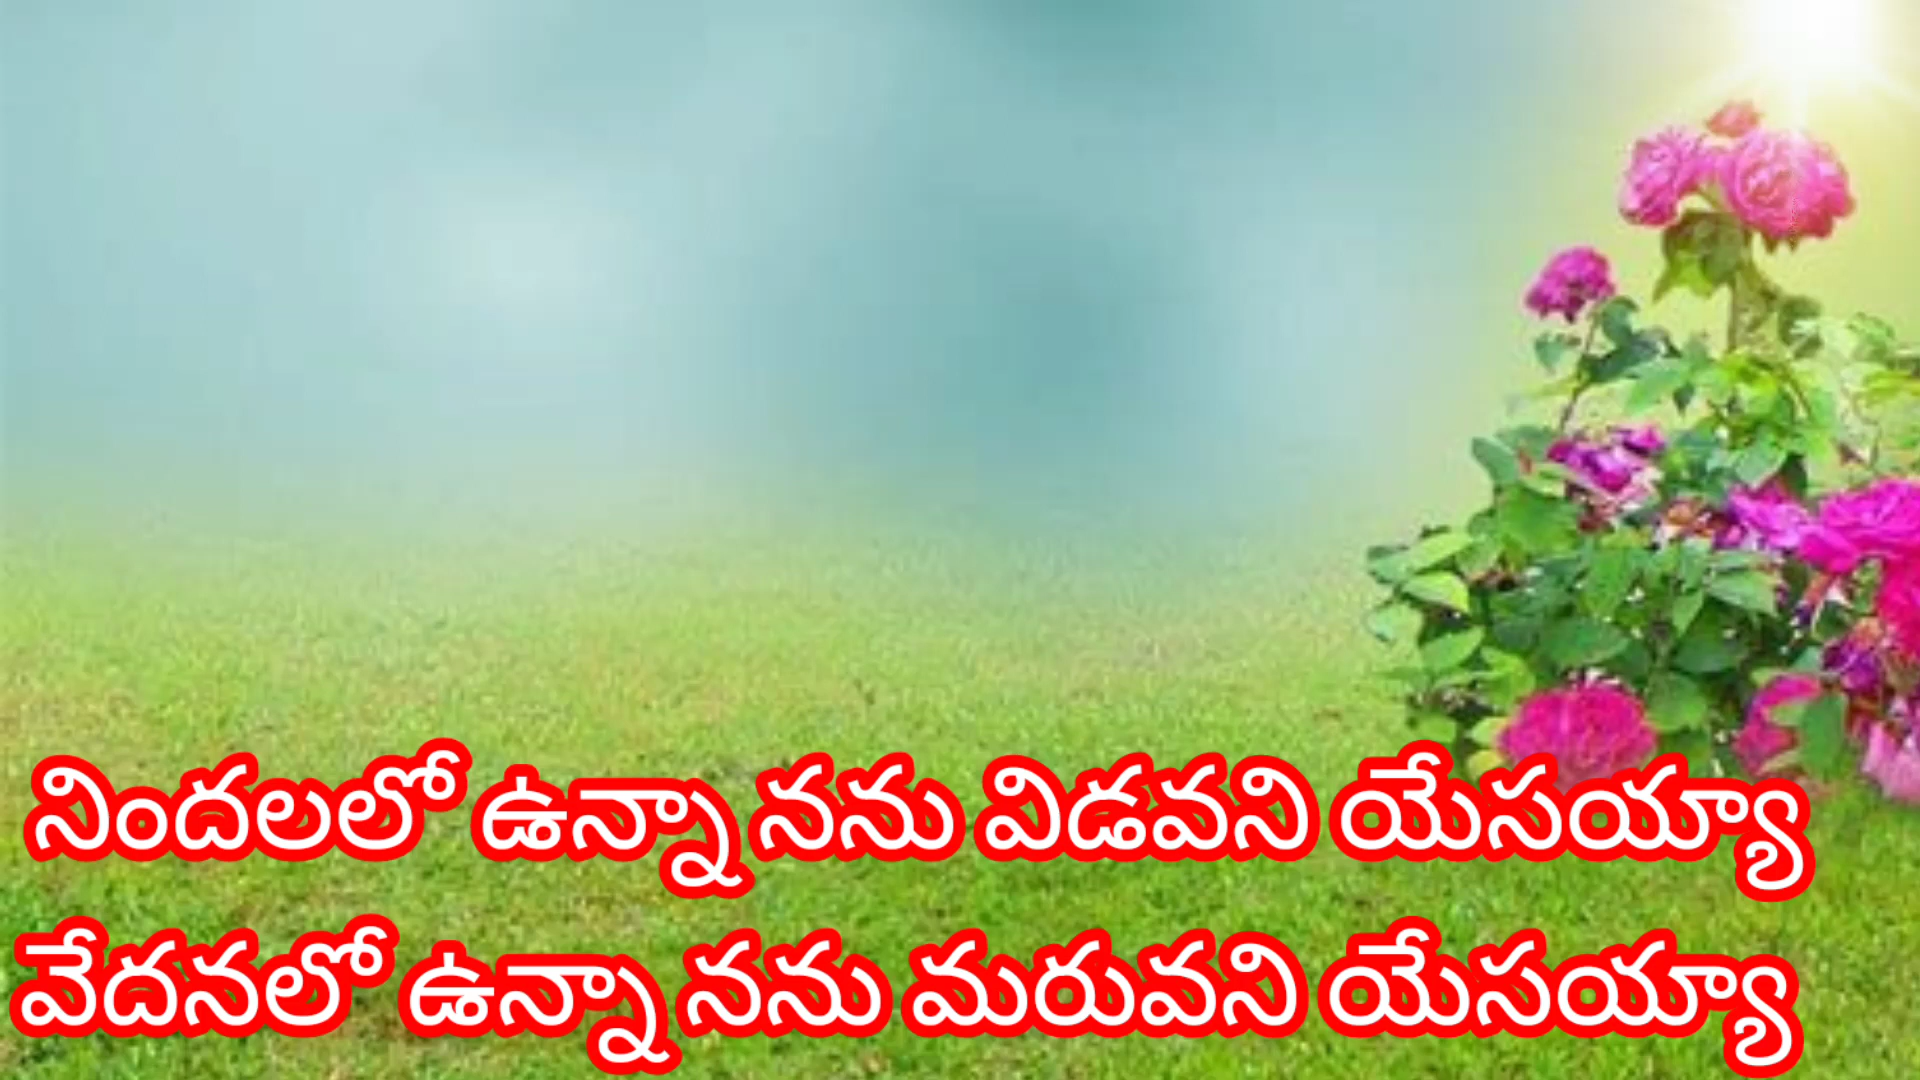 నిందలలో ఉన్నా నను విడవని యేసయ్యా
వేదనలో ఉన్నా నను మరువని యేసయ్యా